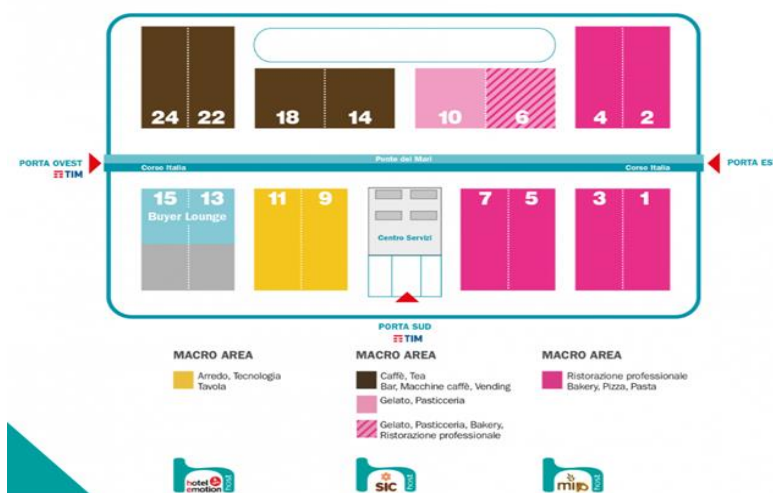 24 22
18 14
10
6
4 2
PORTA OVEST
TIM
Ponte dei Mari
Corso Italia
Corso Italia
PORTA ES
15 13
Buyer Lounge
11 9
Centro Servizi
7 5
3 1
PORTA SUD
TIM
MACRO AREA
Arredo, Tecnologia
Tavola
MACRO AREA
Caffè, Tea
Bar, Macchine caffè, Vending
Gelato, Pasticceria
Gelato, Pasticceria, Bakery,
Ristorazione professionale
MACRO AREA
Ristorazione professionale
Bakery, Pizza, Pasta
hotel
emotion
host
sic
host
mipp
host